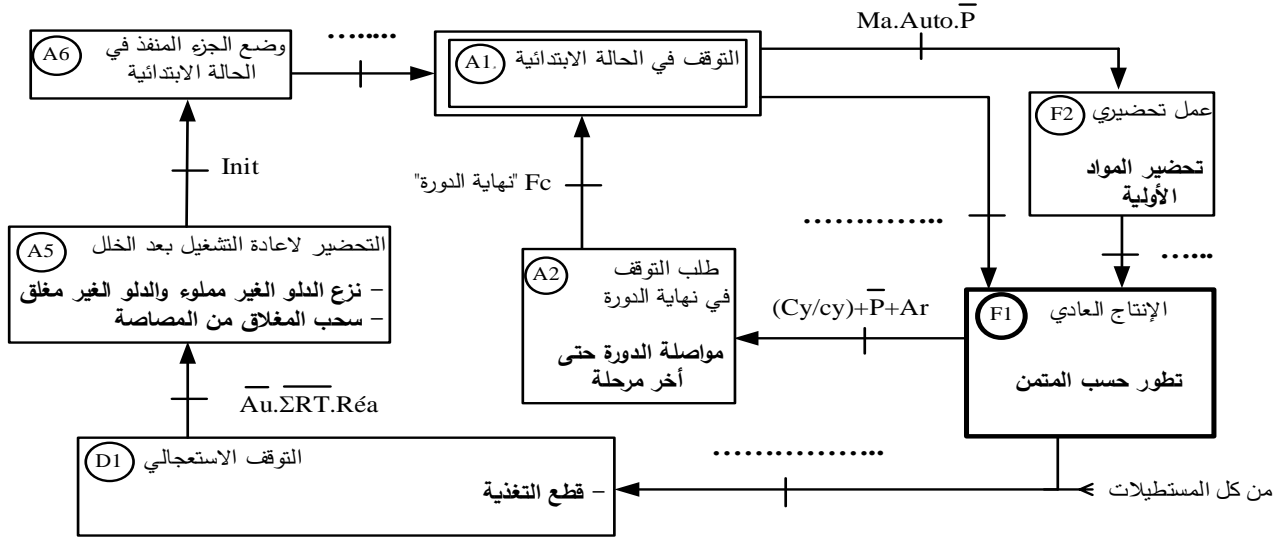 Ma.Auto.P̅
A6
وضع الجزء المنفذ في
الحالة الابتدائية
........
A1.
التوقف في الحالة الابتدائية
F2
عمل تحضيري
تحضير المواد
الأولية
Init
Fc "نهاية الدورة"
.............
......
A5
التحضير لاعادة التشغيل بعد الخلل
– نزع الدلو الغير مملوء والدلو الغير مغلق
– سحب المغلاق من المصاصة
A2
طلب التوقف
في نهاية الدورة
مواصلة الدورة حتى
أخر مرحلة
(Cy/cy)+P̅+Ar
F1
الإنتاج العادي
تطور حسب المتمن
A̅u̅.Σ̅R̅T̅.Réa
D1
التوقف الاستعجالي
– قطع التغذية
................
من كل المستطيلات